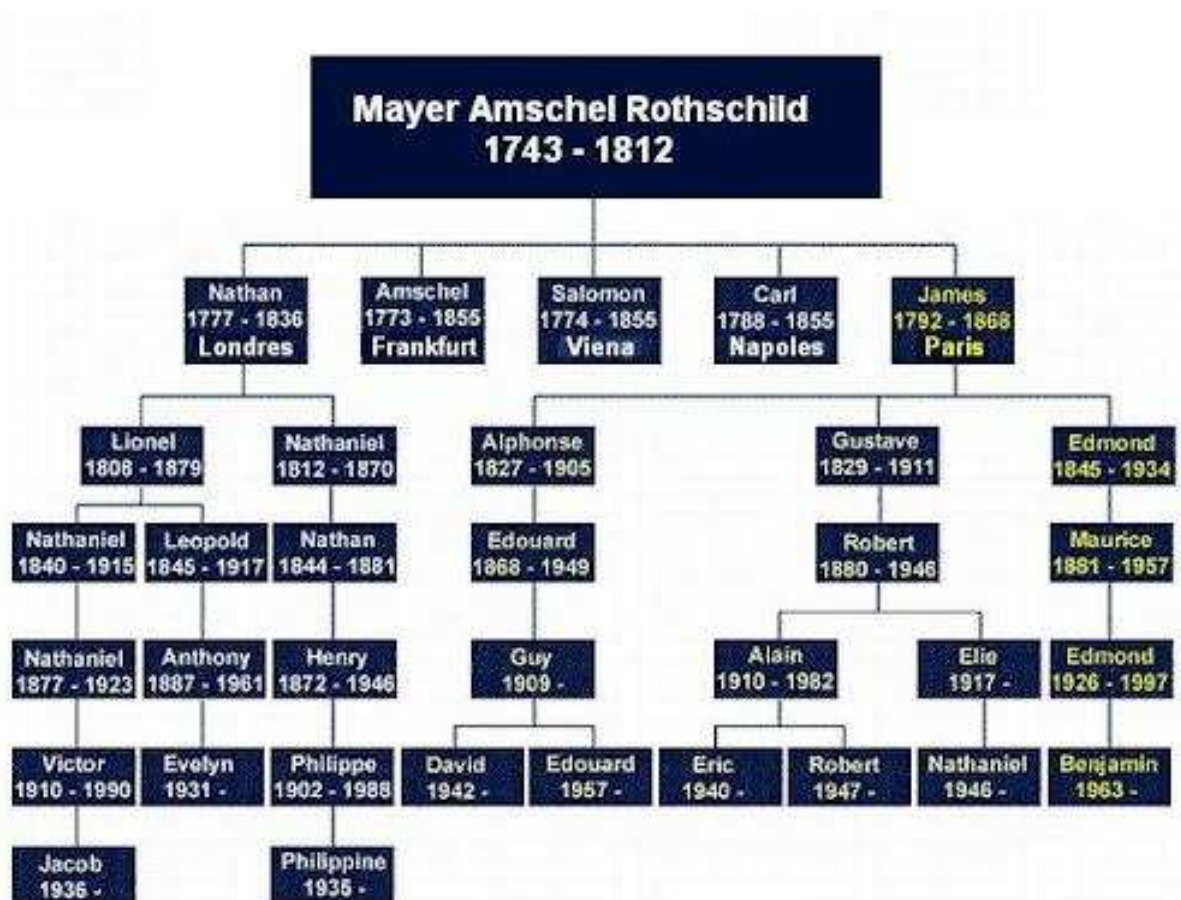 Mayer Amschel Rothschild
1743 - 1812
Nathan
1777 - 1836
Londres
Amschel
1773 - 1855
Frankfurt
Salomon
1774 - 1855
Viena
Carl
1788 - 1855
Napoles
James
1792 - 1868
Paris
Lionel
1808 - 1879
Nathaniel
1812 - 1870
Alphonse
1827 - 1905
Gustave
1829 - 1911
Edmond
1845 - 1934
Nathaniel
1840 - 1915
Leopold
1845 - 1917
Nathan
1844 - 1881
Edouard
1868 - 1949
Robert
1880 - 1946
Maurice
1881 - 1957
Nathaniel
1877 - 1923
Anthony
1887 - 1961
Henry
1872 - 1946
Guy
1909 -
Alain
1910 - 1982
Elie
1917 -
Edmond
1926 - 1997
Victor
1910 - 1990
Evelyn
1931 -
Philippe
1902 - 1988
David
1942 -
Edouard
1957 -
Eric
1940 -
Robert
1947 -
Nathaniel
1946 -
Benjamin
1963 -
Jacob
1936 -
Philippine
1935 -